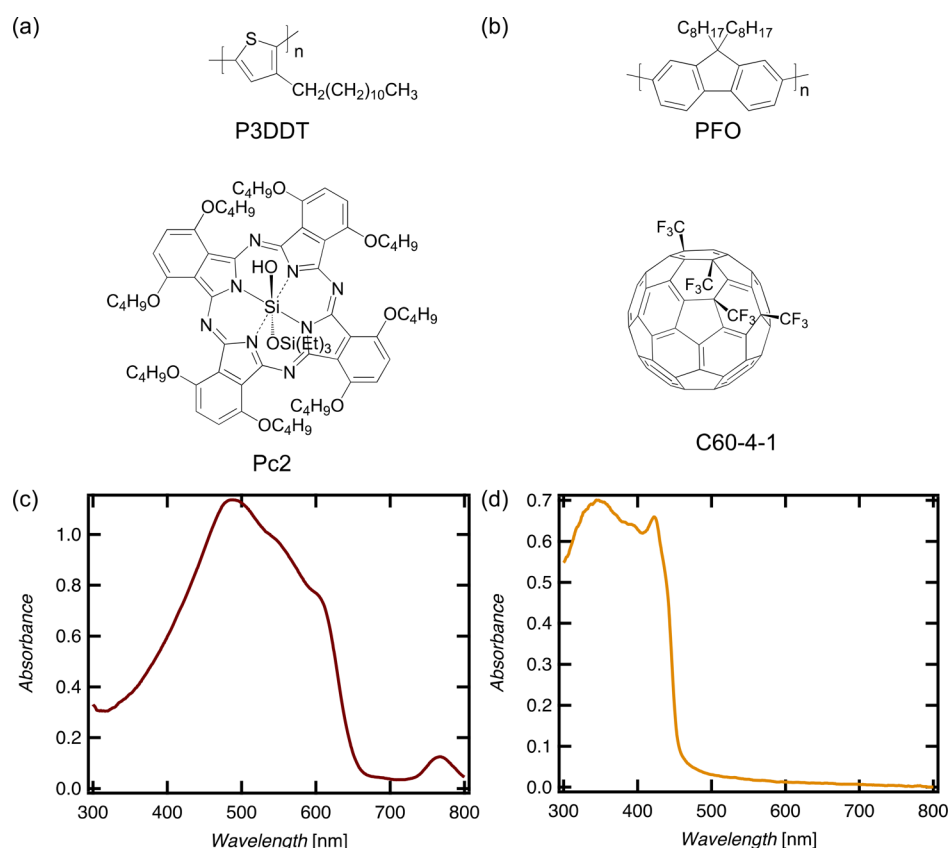 (a)
S
n
CH2(CH2)10CH3
P3DDT
(b)
C8H17 C8H17
n
PFO
C4H9O
OC4H9
N
OC4H9
HO
N
C4H9O
N
N
Si
N
N
OC4H9
N
OSi(Et)3
N
C4H9O
C4H9O
OC4H9
OC4H9
Pc2
F3C
CF3
F3C
CF3
C60-4-1
(c)
1.0
0.8
0.6
0.4
0.2
0.0
Absorbance
300 400 500 600 700 800
Wavelength [nm]
(d)
0.7
0.6
0.5
0.4
0.3
0.2
0.1
0.0
Absorbance
300 400 500 600 700 800
Wavelength [nm]